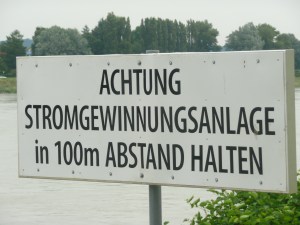 ACHTUNG
STROMGEWINNUNGSANLAGE
in 100m ABSTAND HALTEN